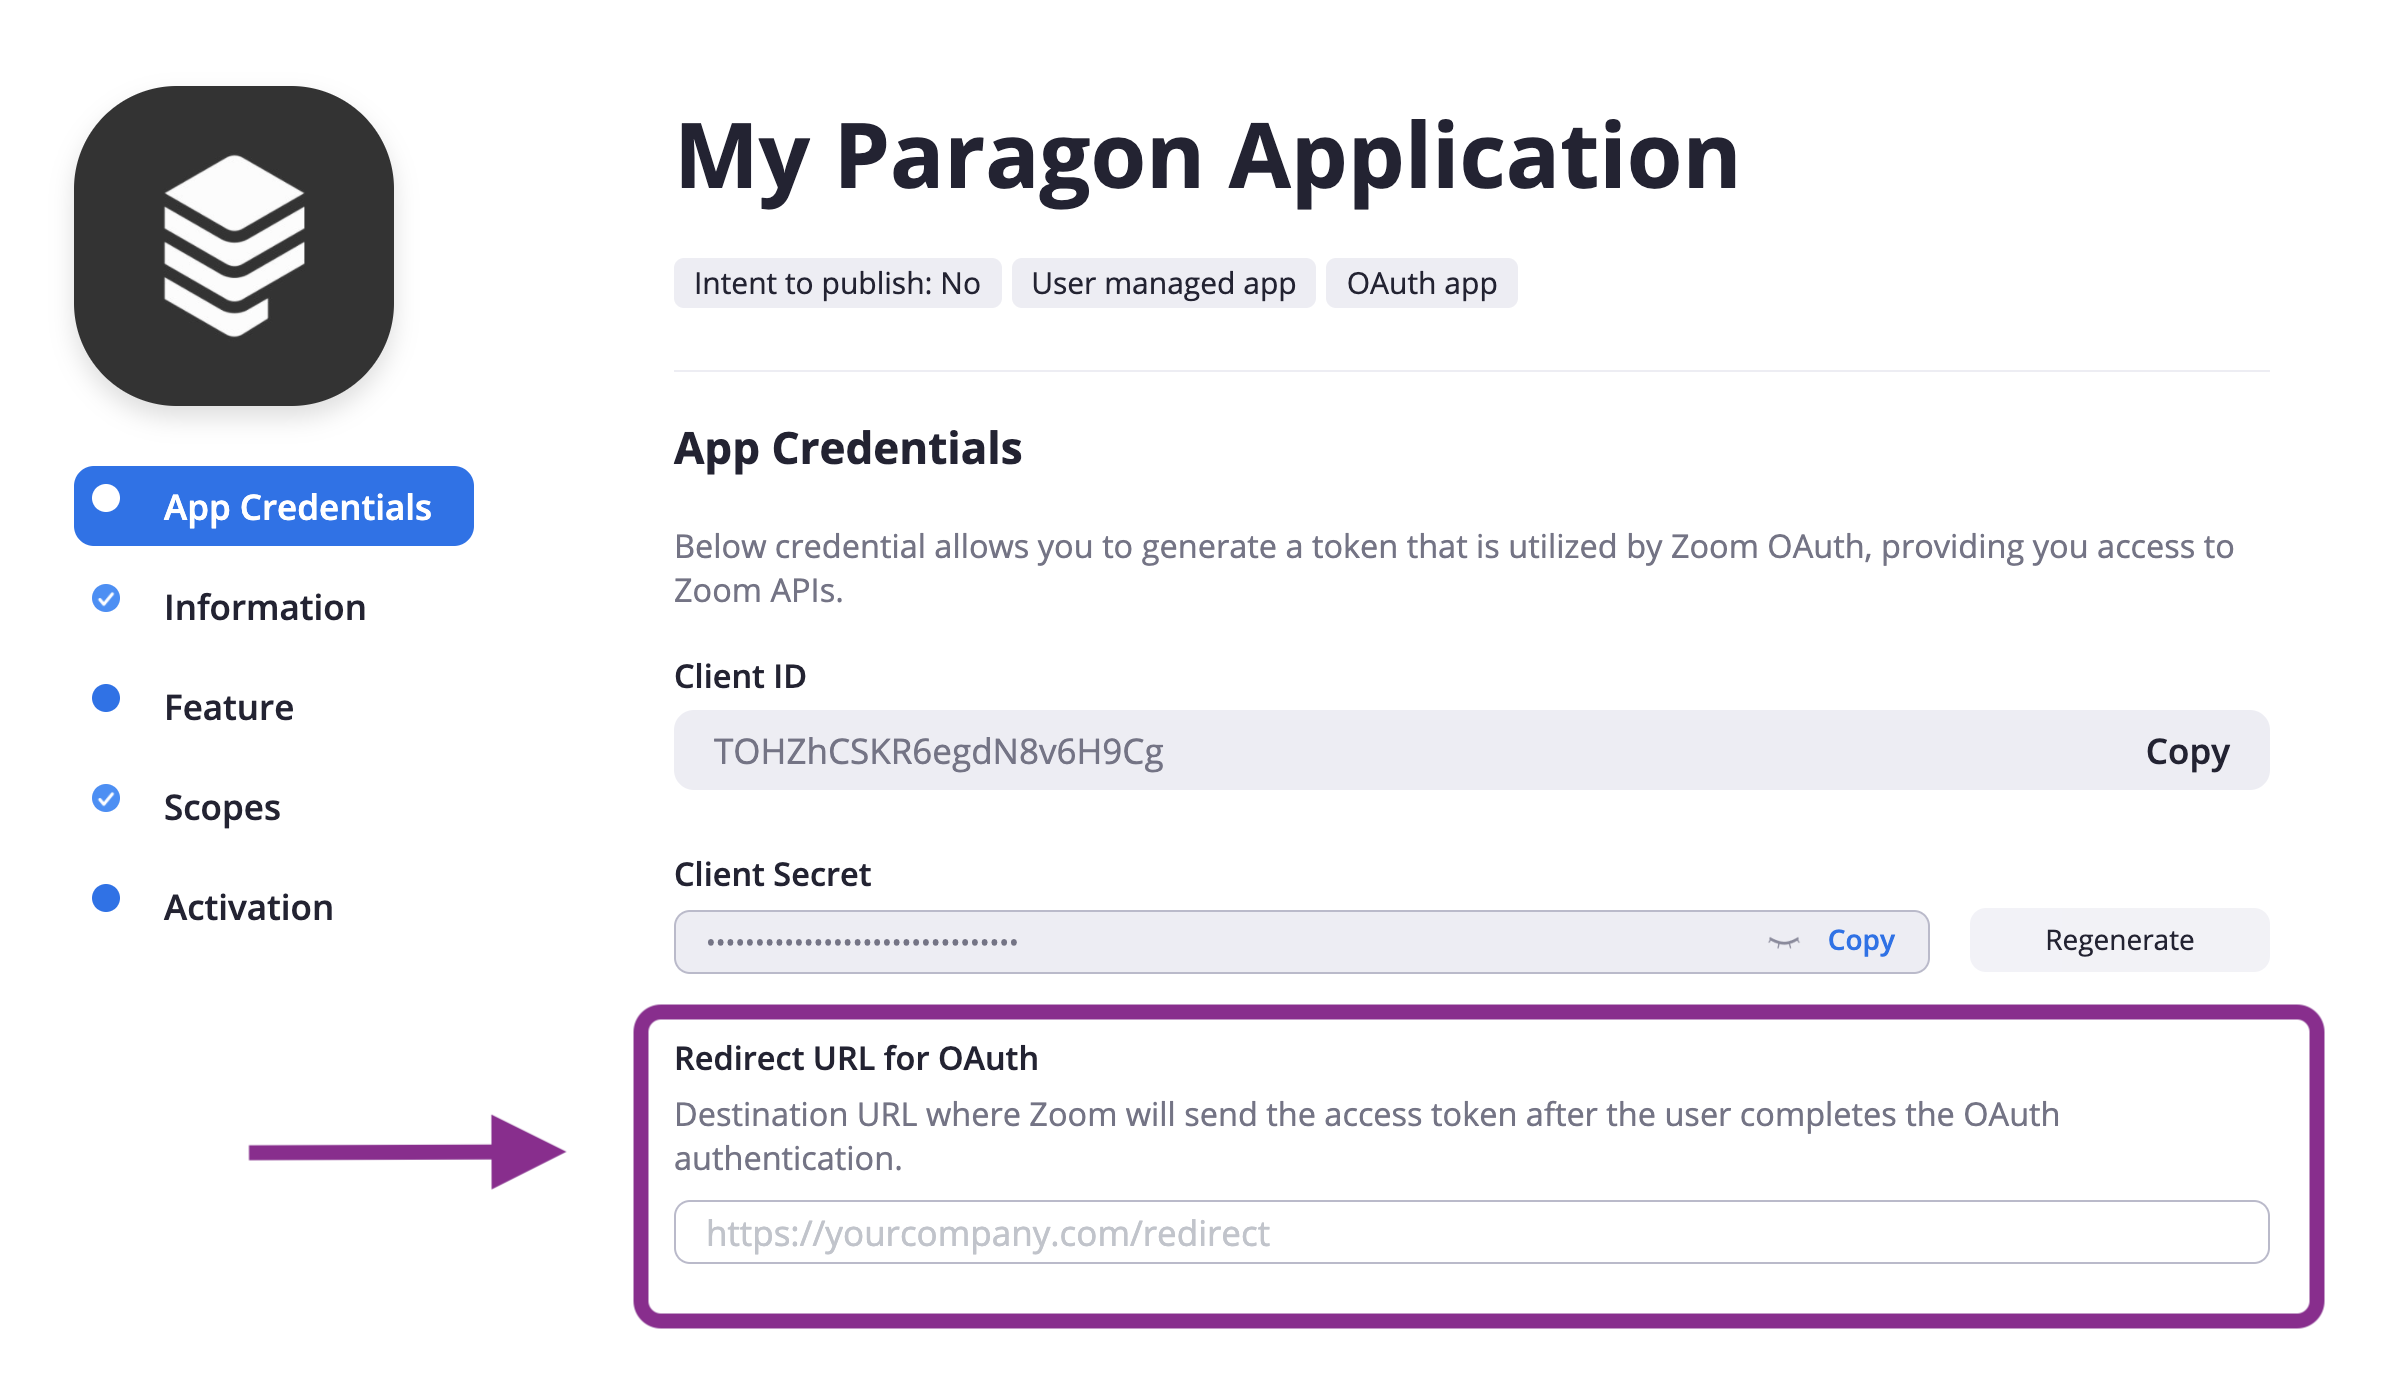 My Paragon Application
Intent to publish: No
User managed app
OAuth app
App Credentials
Information
Feature
Scopes
Activation
App Credentials
Below credential allows you to generate a token that is utilized by Zoom OAuth, providing you access to
Zoom APIs.
Client ID
TOHZhCSKR6egdN8v6H9Cg
Copy
Client Secret
••••••••••••••••••••••••••••••••
Copy
Regenerate
Redirect URL for OAuth
Destination URL where Zoom will send the access token after the user completes the OAuth
authentication.
https://yourcompany.com/redirect